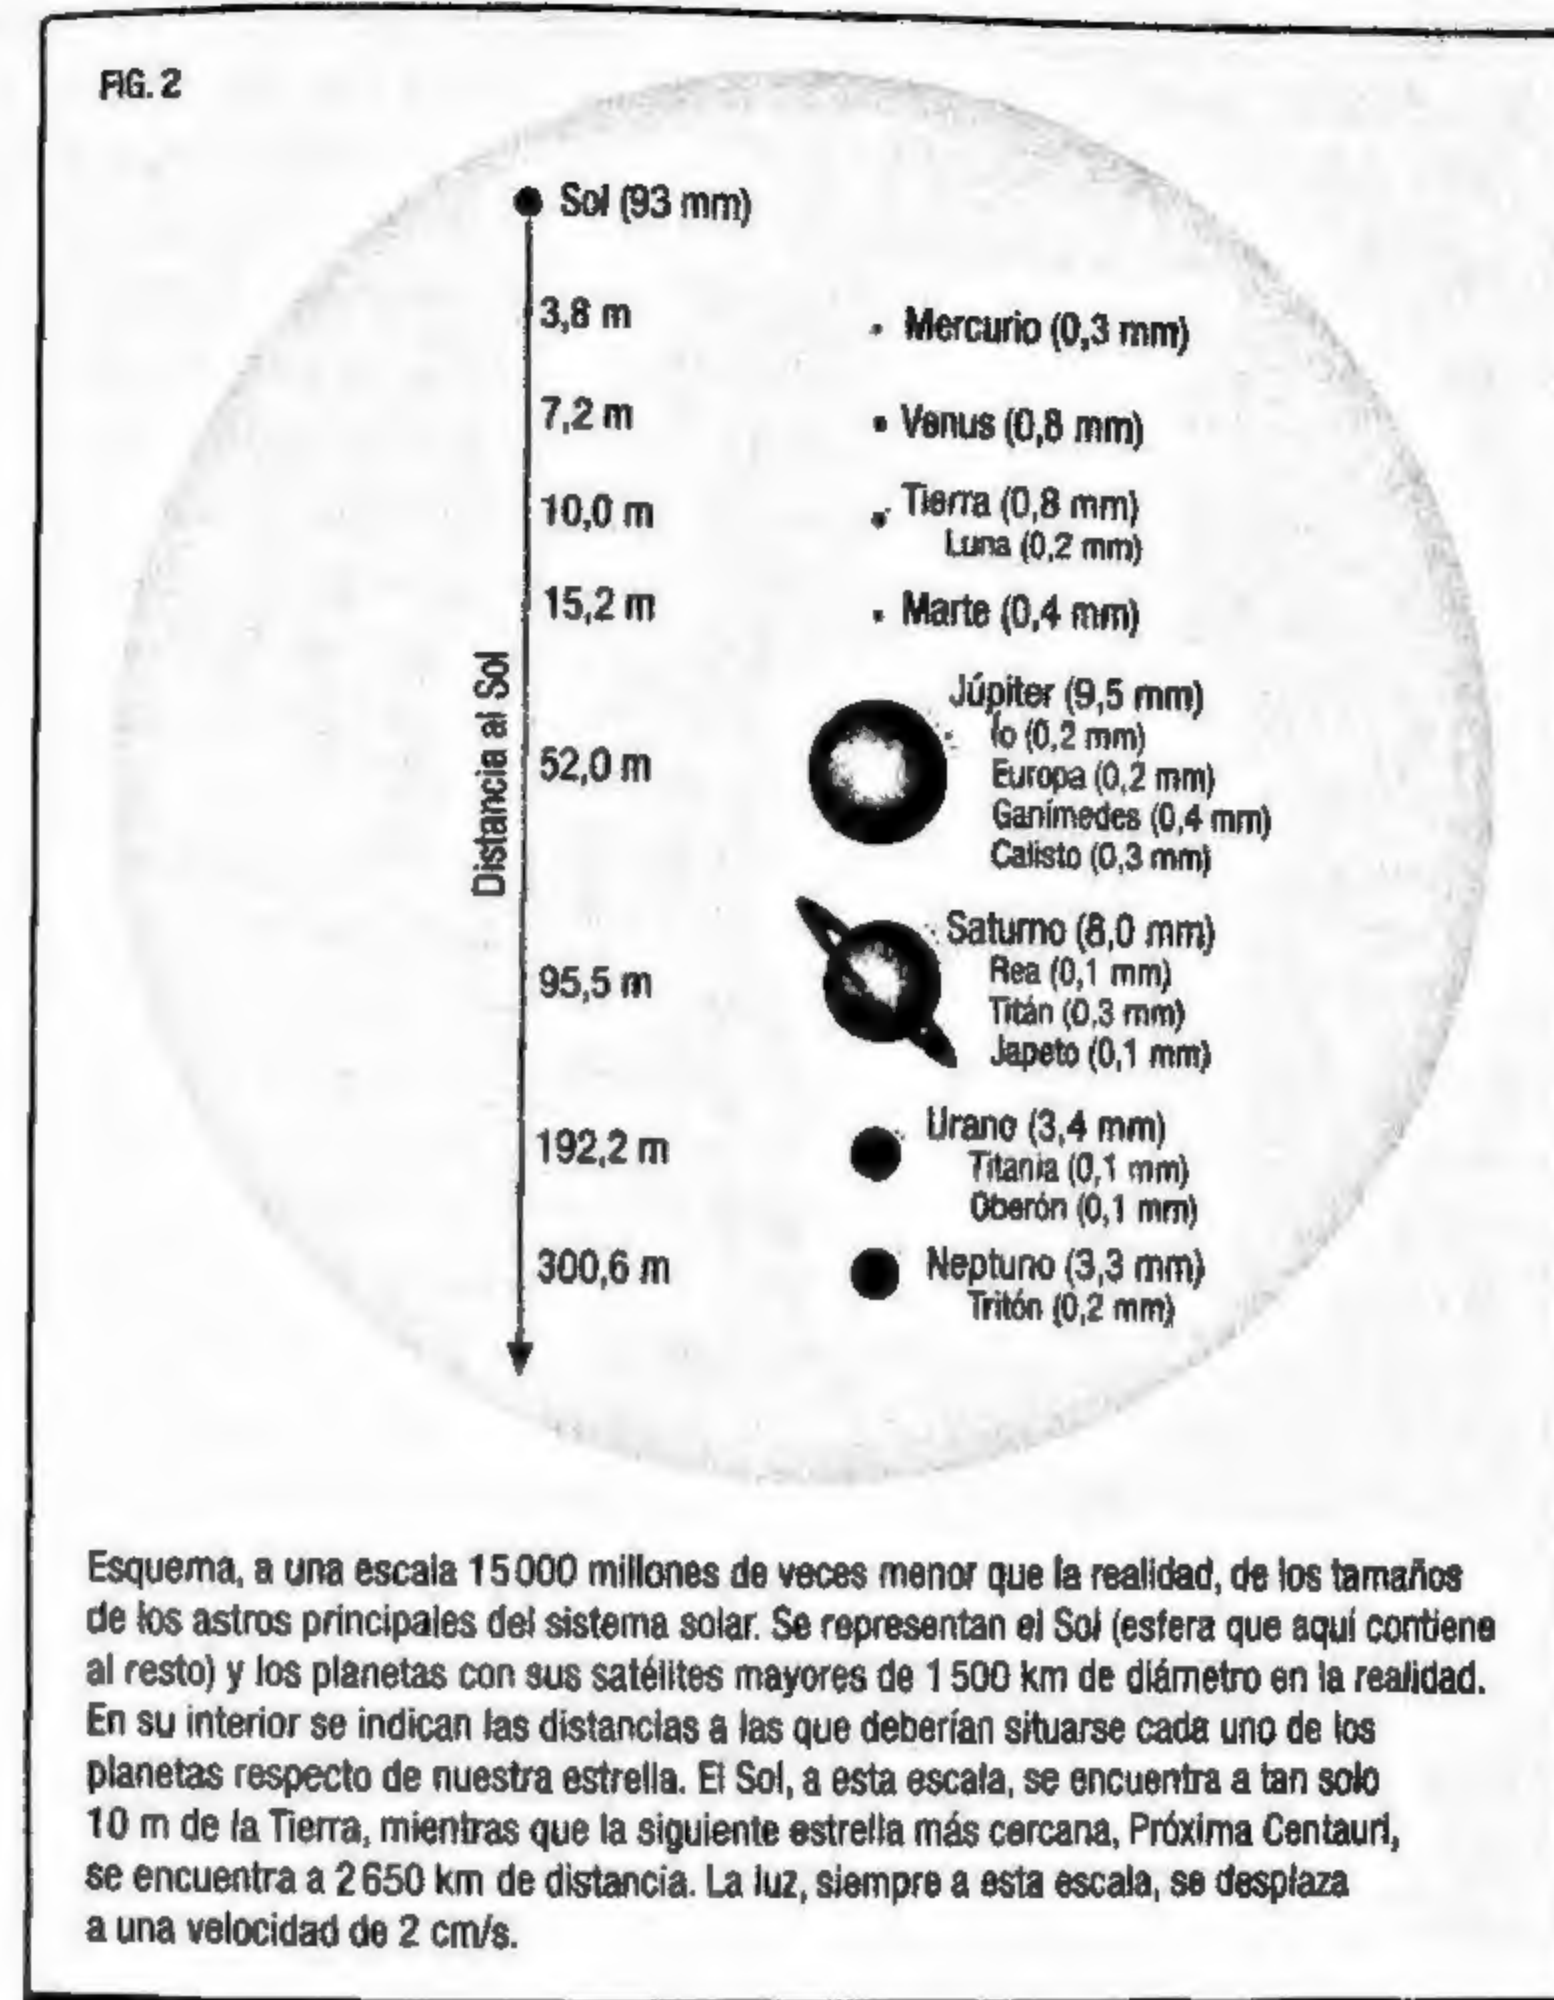 FIG. 2
Sol (93 mm)
3,8 m
Mercurio (0,3 mm)
7,2 m
Venus (0,8 mm)
10,0 m
Tierra (0,8 mm)
Luna (0,2 mm)
15,2 m
Marte (0,4 mm)
Distancia al Sol
52,0 m
Júpiter (9,5 mm)
Ío (0,2 mm)
Europa (0,2 mm)
Ganímedes (0,4 mm)
Calisto (0,3 mm)
95,5 m
Saturno (8,0 mm)
Rea (0,1 mm)
Titán (0,3 mm)
Japeto (0,1 mm)
192,2 m
Urano (3,4 mm)
Titania (0,1 mm)
Oberón (0,1 mm)
300,6 m
Neptuno (3,3 mm)
Tritón (0,2 mm)
Esquema, a una escala 15 000 millones de veces menor que la realidad, de los tamaños
de los astros principales del sistema solar. Se representan el Sol (esfera que aquí contiene
al resto) y los planetas con sus satélites mayores de 1 500 km de diámetro en la realidad.
En su interior se indican las distancias a las que deberían situarse cada uno de los
planetas respecto de nuestra estrella. El Sol, a esta escala, se encuentra a tan solo
10 m de la Tierra, mientras que la siguiente estrella más cercana, Próxima Centauri,
se encuentra a 2 650 km de distancia. La luz, siempre a esta escala, se desplaza
a una velocidad de 2 cm/s.